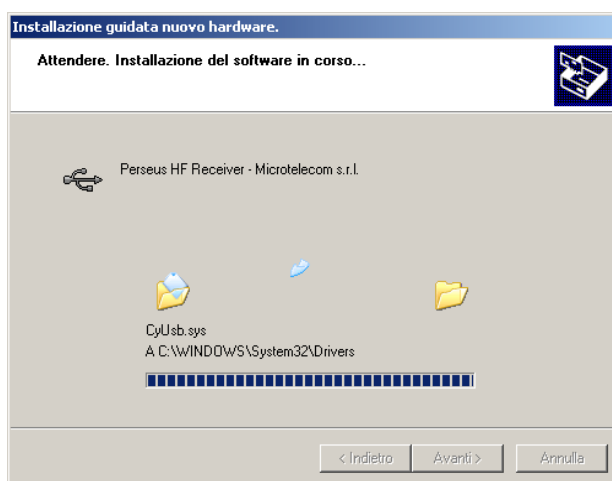 Installazione guidata nuovo hardware.
Attendere. Installazione del software in corso...
Perseus HF Receiver - Microtelecom s.r.l.
CyUsb.sys
A C:\WINDOWS\System32\Drivers
< Indietro
Avanti >
Annulla